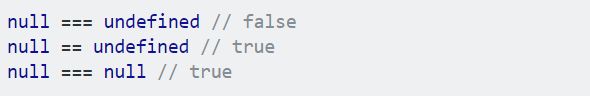 null === undefined // false
null == undefined // true
null === null // true